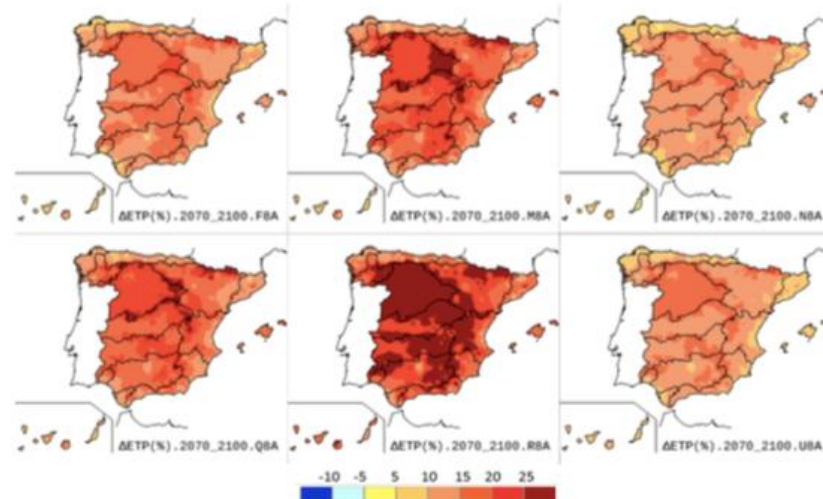 ΔETP(%).2070_2100.F8A
ΔETP(%).2070_2100.M8A
ΔETP(%).2070_2100.N8A
ΔETP(%).2070_2100.Q8A
ΔETP(%).2070_2100.R8A
ΔETP(%).2070_2100.U8A
-10 -5 5 10 15 20 25